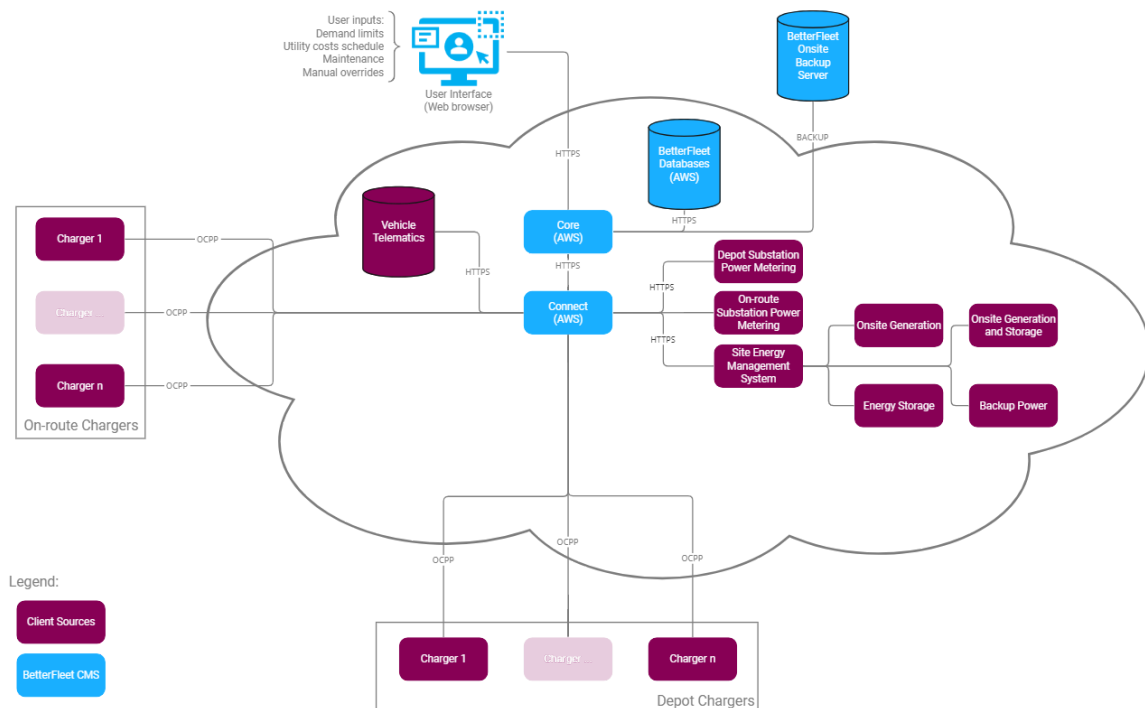 User inputs:
Demand limits
Utility costs schedule
Maintenance
Manual overrides
User Interface
(Web browser)
BetterFleet
Onsite
Backup
Server
BACKUP
HTTPS
BetterFleet
Databases
(AWS)
HTTPS
Vehicle
Telematics
HTTPS
Core
(AWS)
HTTPS
Connect
(AWS)
HTTPS
HTTPS
Depot Substation
Power Metering
On-route
Substation Power
Metering
Site Energy
Management
System
Onsite Generation
Onsite Generation
and Storage
Energy Storage
Backup Power
Charger 1
OCPP
Charger ...
OCPP
Charger n
OCPP
On-route Chargers
OCPP
OCPP
OCPP
Charger 1
Charger ...
Charger n
Depot Chargers
Legend:
Client Sources
BetterFleet CMS